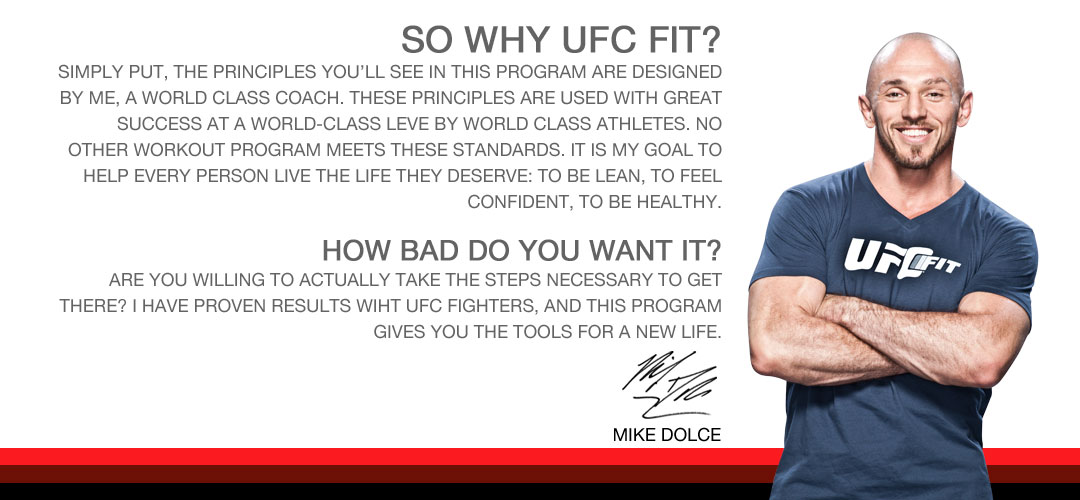 SO WHY UFC FIT?
SIMPLY PUT, THE PRINCIPLES YOU'LL SEE IN THIS PROGRAM ARE DESIGNED
BY ME, A WORLD CLASS COACH. THESE PRINCIPLES ARE USED WITH GREAT
SUCCESS AT A WORLD-CLASS LEVE BY WORLD CLASS ATHLETES. NO
OTHER WORKOUT PROGRAM MEETS THESE STANDARDS. IT IS MY GOAL TO
HELP EVERY PERSON LIVE THE LIFE THEY DESERVE: TO BE LEAN, TO FEEL
CONFIDENT, TO BE HEALTHY.
HOW BAD DO YOU WANT IT?
ARE YOU WILLING TO ACTUALLY TAKE THE STEPS NECESSARY TO GET
THERE? I HAVE PROVEN RESULTS WIHT UFC FIGHTERS, AND THIS PROGRAM
GIVES YOU THE TOOLS FOR A NEW LIFE.
MIKE DOLCE
UFC FIT